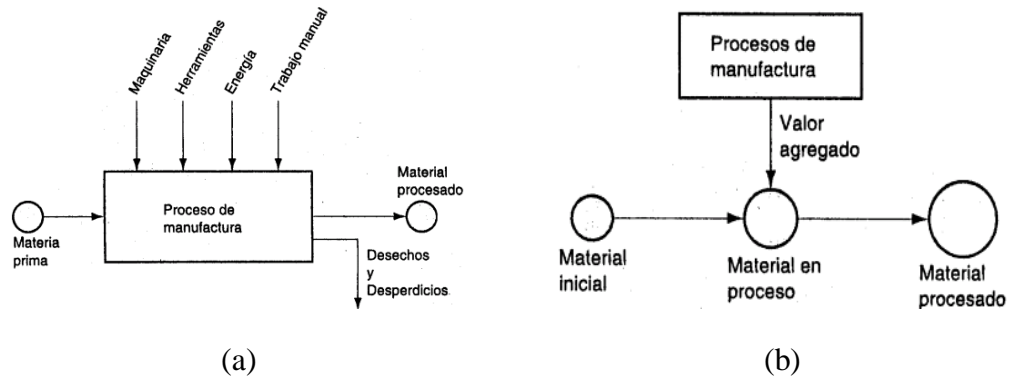 Maquinaria
Herramientas
Energía
Trabajo manual
Proceso de
manufactura
Materia
prima
Material
procesado
Desechos
y
Desperdicios
(a)
Procesos de
manufactura
Valor
agregado
Material
inicial
Material en
proceso
Material
procesado
(b)